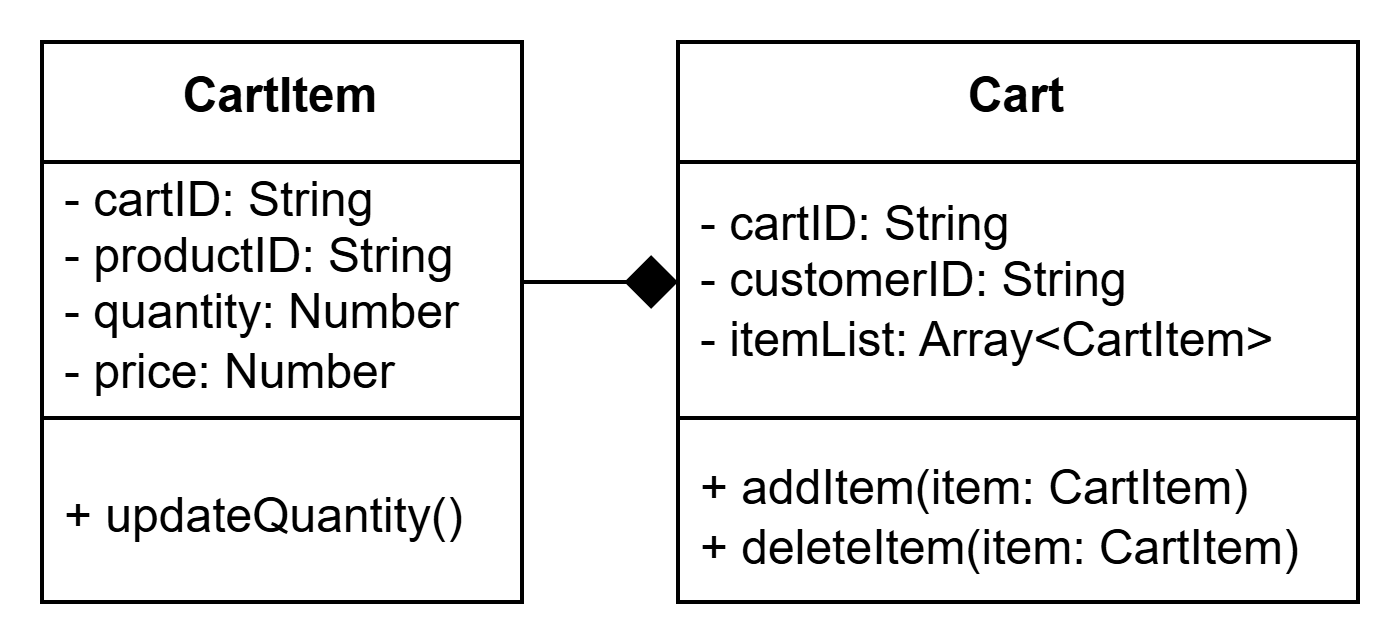 CartItem
- cartID: String
- productID: String
- quantity: Number
- price: Number
+ updateQuantity()
Cart
- cartID: String
- customerID: String
- itemList: Array<CartItem>
+ addItem(item: CartItem)
+ deleteItem(item: CartItem)